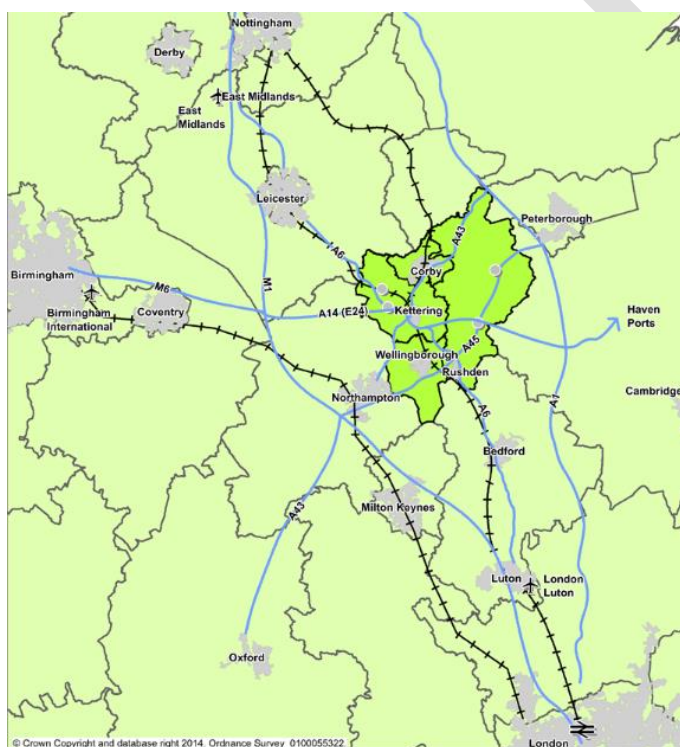 Nottingham
Derby
East Midlands
East
Midlands
Leicester
A6
A43
Peterborough
Corby
Birmingham
M6
M1
Birmingham
International
Coventry
A14 (E24)
Kettering
Haven
Ports
A45
Wellingborough
Rushden
Northampton
A6
A1
Cambridge
Bedford
A43
Milton Keynes
Luton
London
Luton
Oxford
London
© Crown Copyright and database right 2014. Ordnance Survey 0100055322